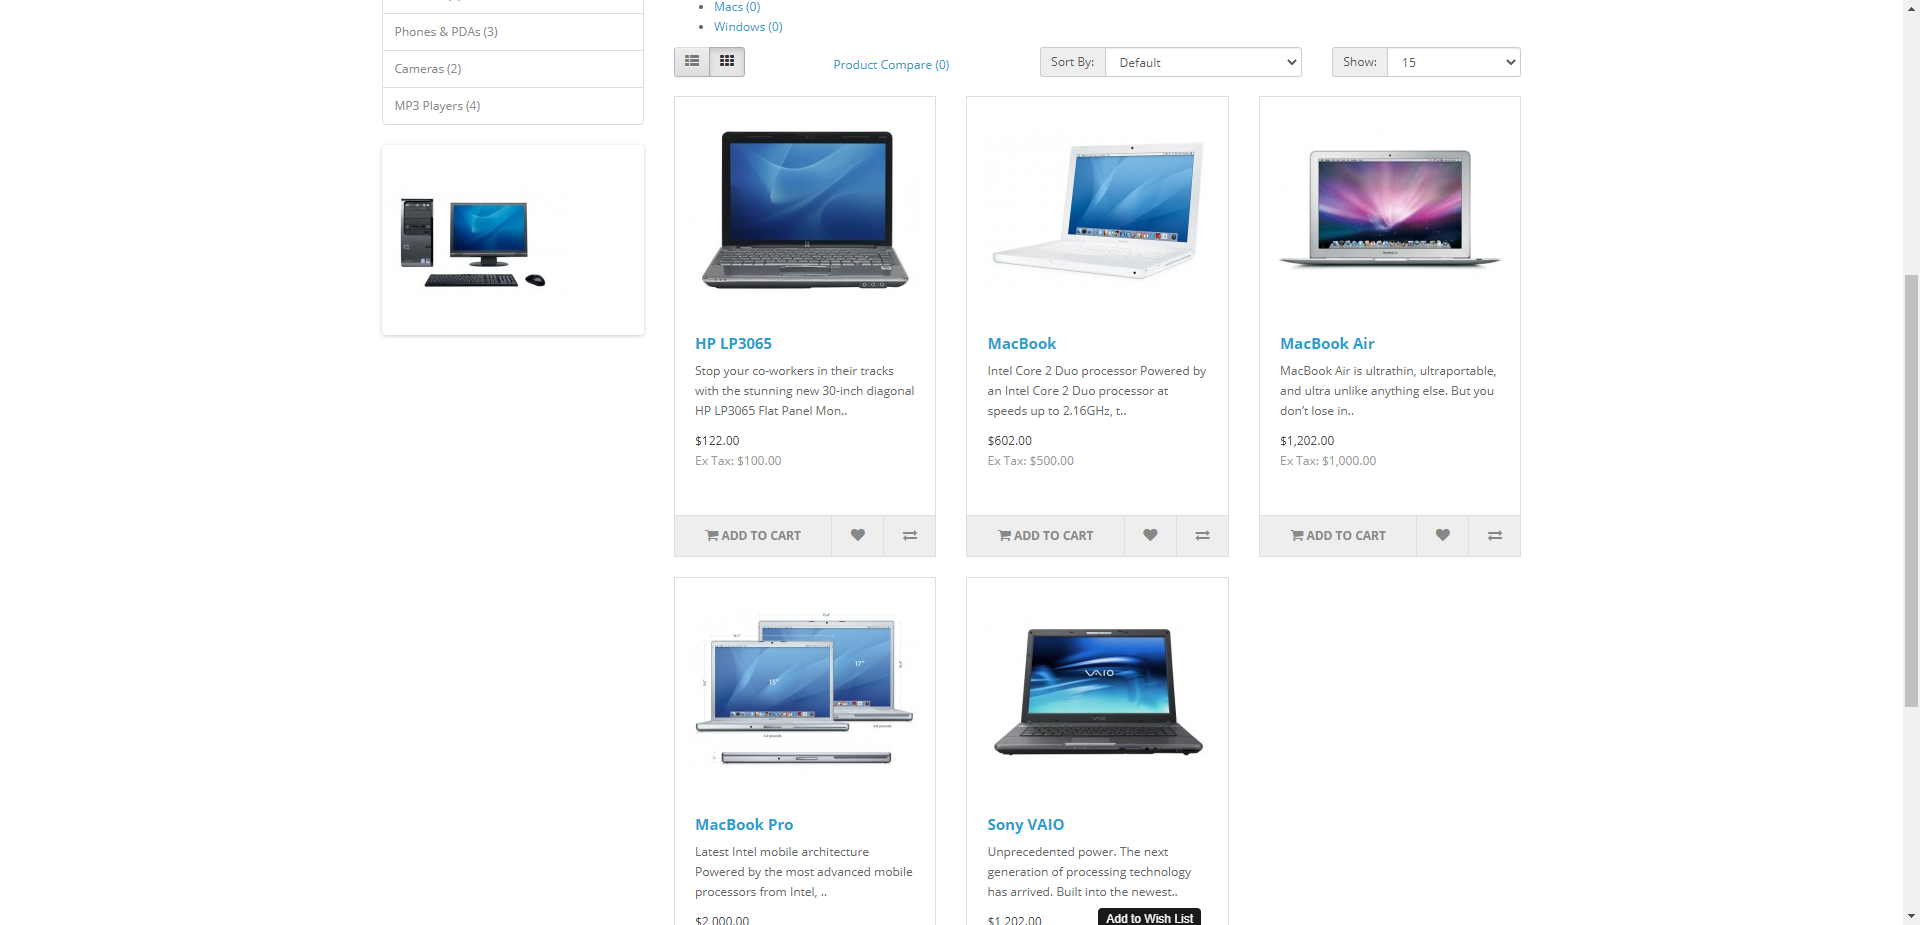 Macs (0)
Windows (0)
Phones & PDAs (3)
Cameras (2)
MP3 Players (4)
Product Compare (0)
Sort By:
Default
Show:
15
HP LP3065
Stop your co-workers in their tracks
with the stunning new 30-inch diagonal
HP LP3065 Flat Panel Mon..
$122.00
Ex Tax: $100.00
ADD TO CART
MacBook
Intel Core 2 Duo processor Powered by
an Intel Core 2 Duo processor at
speeds up to 2.16GHz, t..
$602.00
Ex Tax: $500.00
ADD TO CART
MacBook Air
MacBook Air is ultrathin, ultraportable,
and ultra unlike anything else. But you
don’t lose in..
$1,202.00
Ex Tax: $1,000.00
ADD TO CART
15"
17"
MacBook Pro
Latest Intel mobile architecture
Powered by the most advanced mobile
processors from Intel, ..
$2,000.00
VAIO
Sony VAIO
Unprecedented power. The next
generation of processing technology
has arrived. Built into the newest..
$1,202.00
Add to Wish List